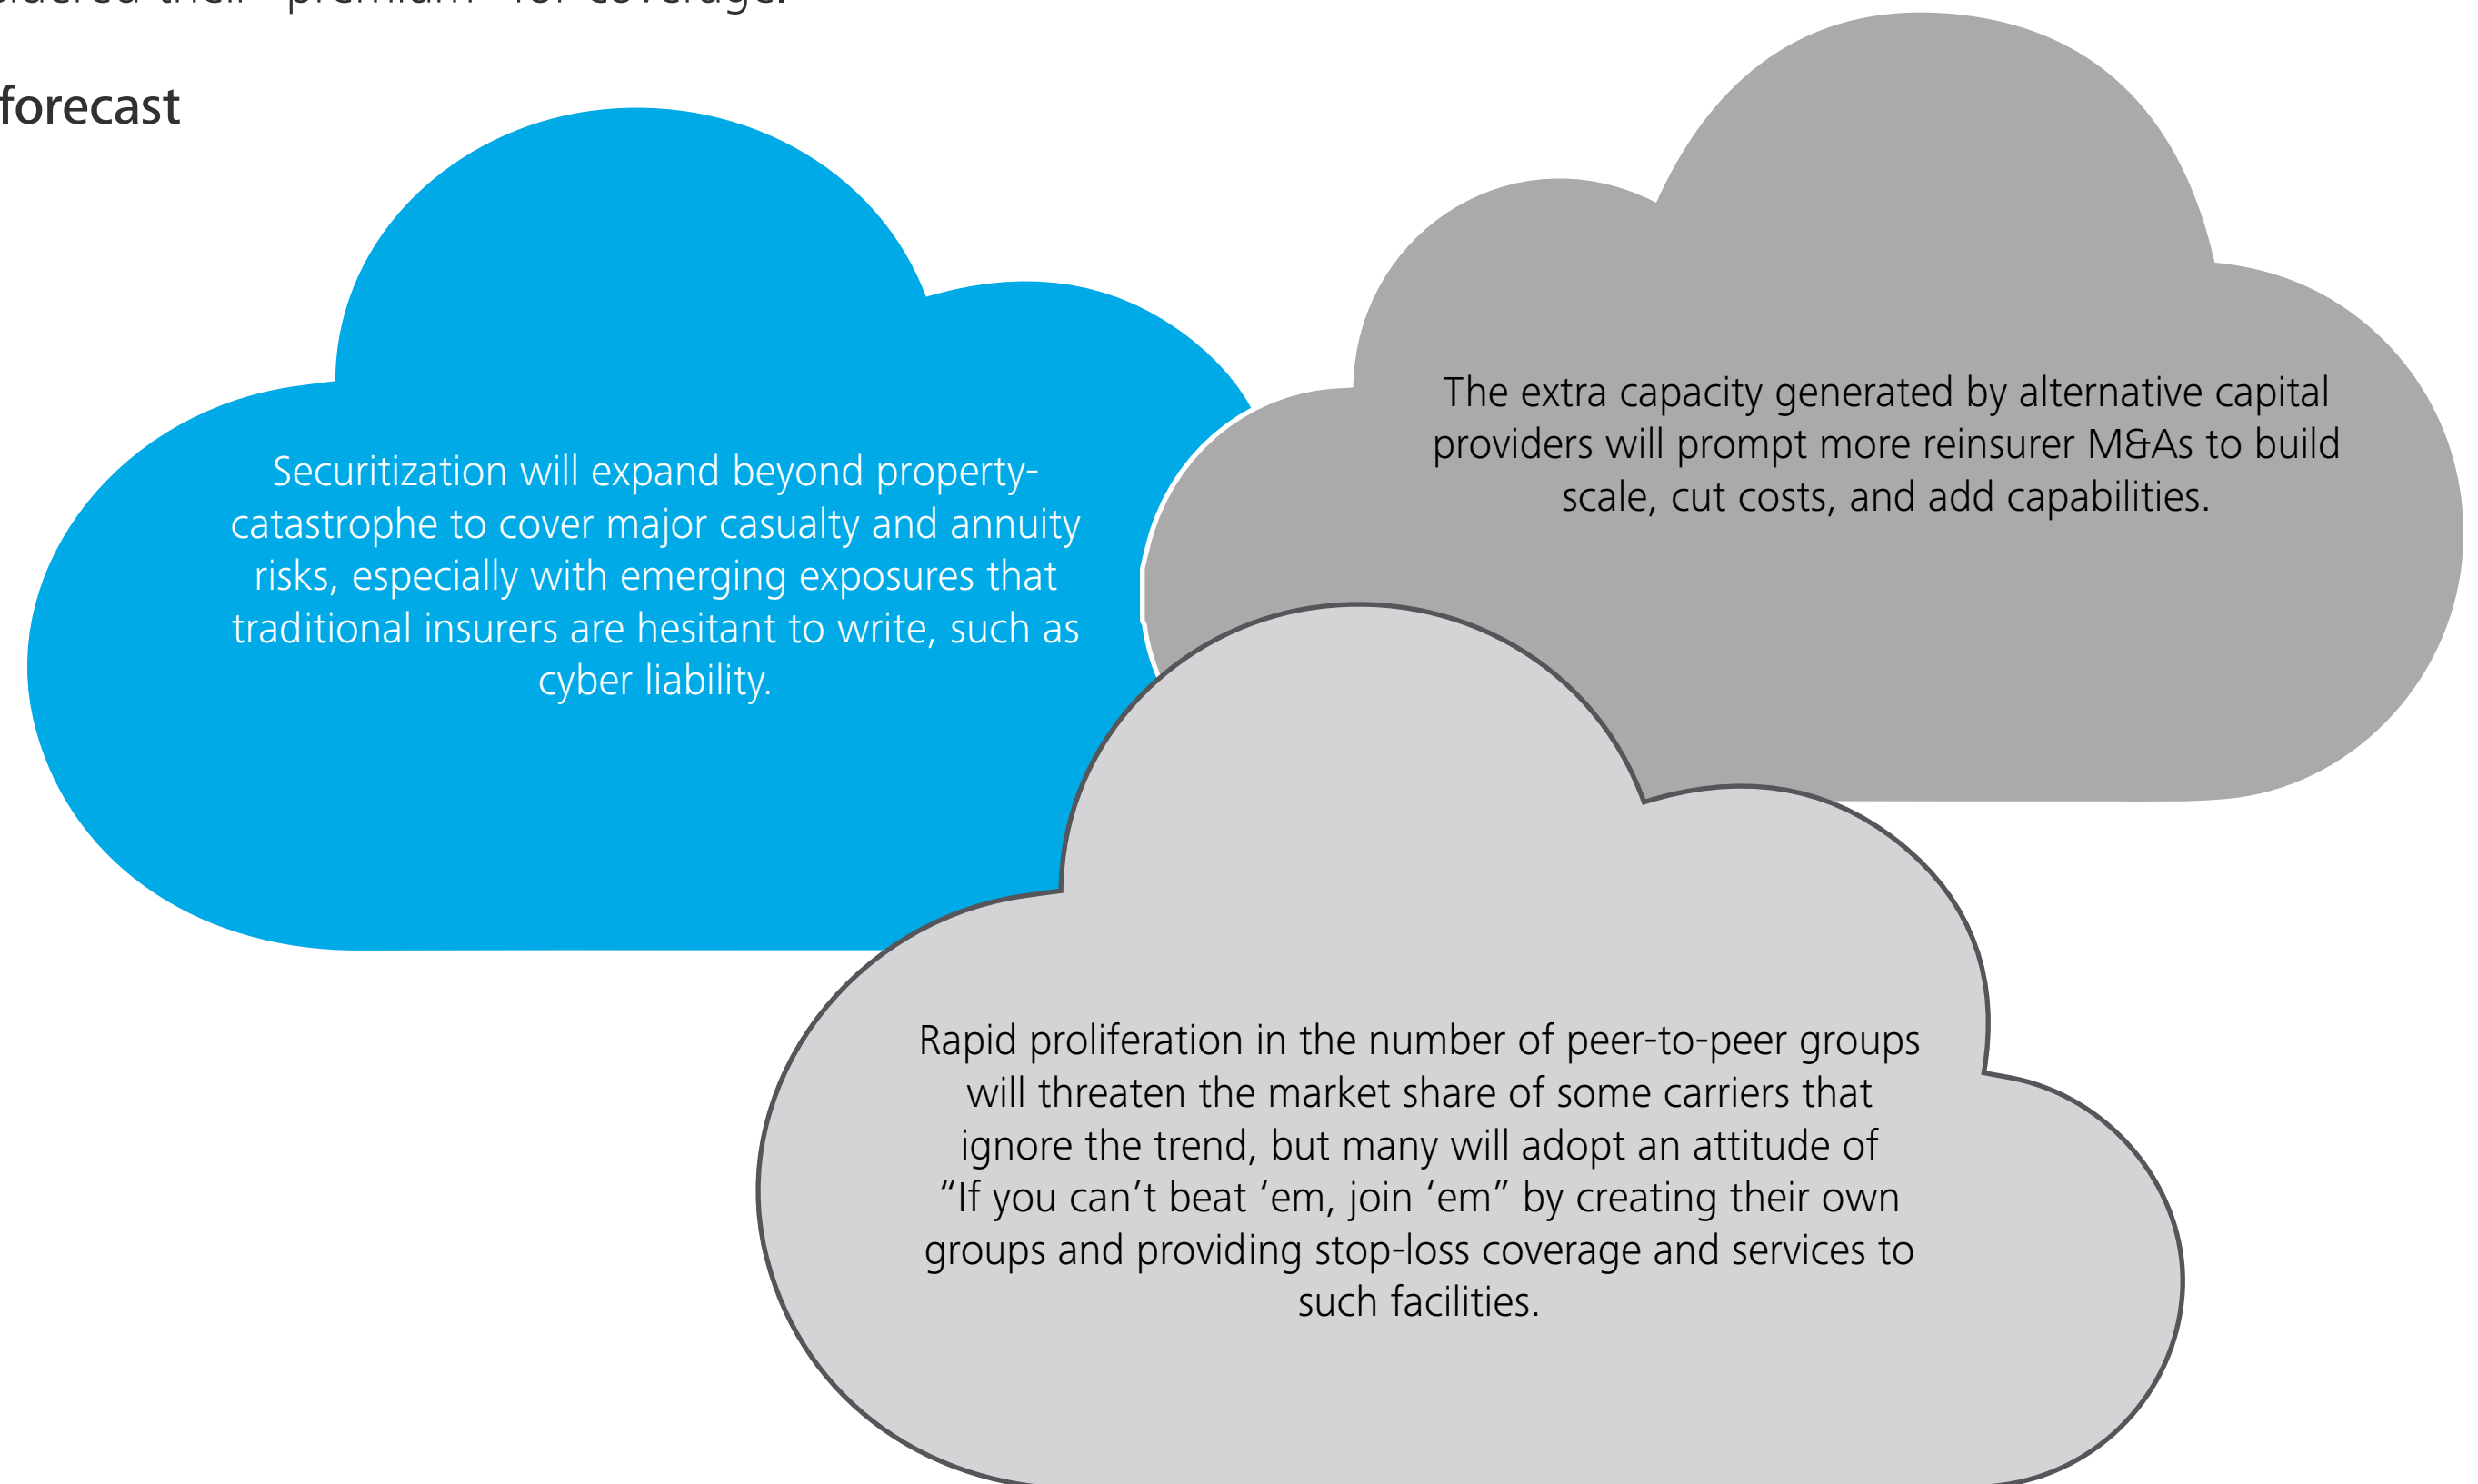 their “premium” for coverage.
forecast
Securitization will expand beyond property-
catastrophe to cover major casualty and annuity
risks, especially with emerging exposures that
traditional insurers are hesitant to write, such as
cyber liability.
The extra capacity generated by alternative capital
providers will prompt more reinsurer M&As to build
scale, cut costs, and add capabilities.
Rapid proliferation in the number of peer-to-peer groups
will threaten the market share of some carriers that
ignore the trend, but many will adopt an attitude of
“If you can’t beat ‘em, join ‘em” by creating their own
groups and providing stop-loss coverage and services to
such facilities.